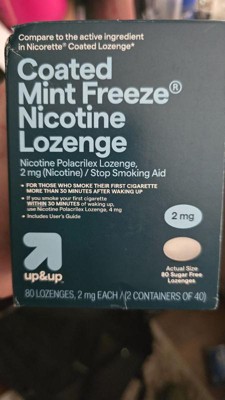 Compare to the active ingredient
in Nicorette® Coated Lozenge*
Coated
Mint Freeze®
Nicotine
Lozenge
Nicotine Polacrilex Lozenge,
2 mg (Nicotine) / Stop Smoking Aid
• FOR THOSE WHO SMOKE THEIR FIRST CIGARETTE
MORE THAN 30 MINUTES AFTER WAKING UP
• If you smoke your first cigarette
WITHIN 30 MINUTES of waking up,
use Nicotine Polacrilex Lozenge, 4 mg
• Includes User's Guide
2 mg
Actual Size
80 Sugar Free
Lozenges
up&up
80 LOZENGES, 2 mg EACH / (2 CONTAINERS OF 40)